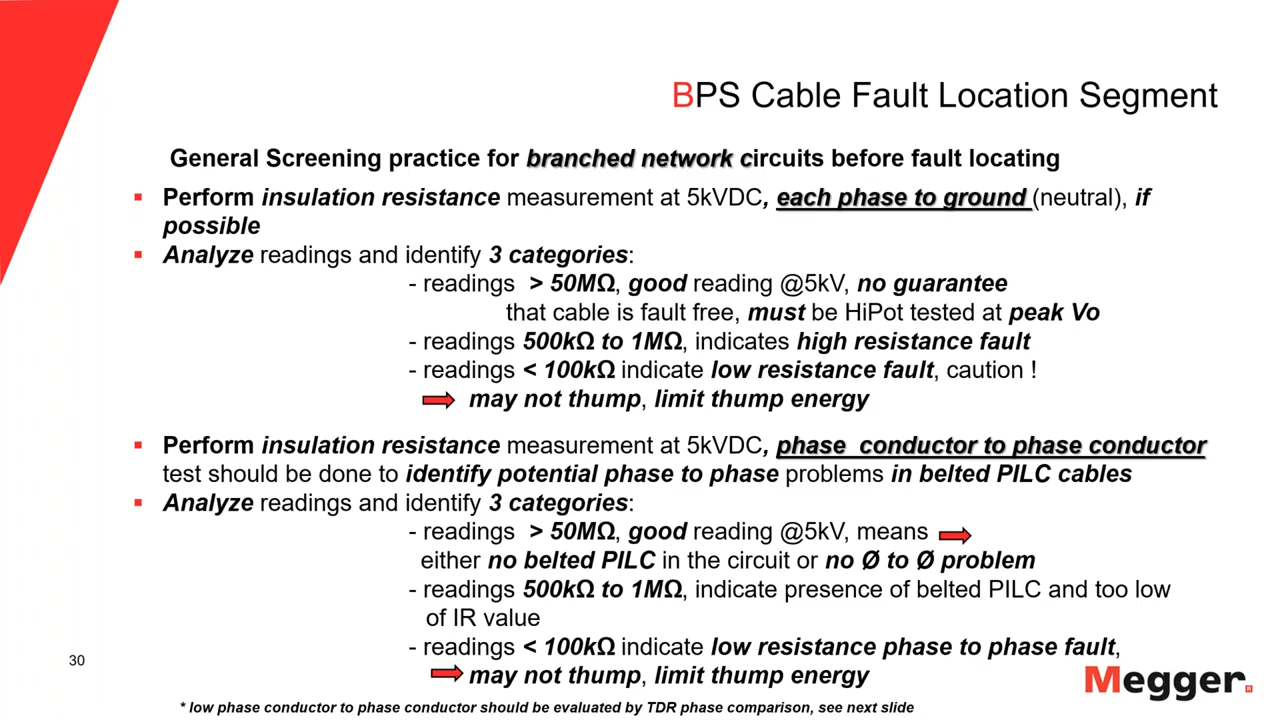 BPS Cable Fault Location Segment
General Screening practice for branched network circuits before fault locating
▪ Perform insulation resistance measurement at 5kVDC, each phase to ground (neutral), if
possible
▪ Analyze readings and identify 3 categories:
- readings > 50MΩ, good reading @5kV, no guarantee
that cable is fault free, must be HiPot tested at peak Vo
- readings 500kΩ to 1MΩ, indicates high resistance fault
- readings < 100kΩ indicate low resistance fault, caution !
may not thump, limit thump energy
▪ Perform insulation resistance measurement at 5kVDC, phase conductor to phase conductor
test should be done to identify potential phase to phase problems in belted PILC cables
▪ Analyze readings and identify 3 categories:
- readings > 50MΩ, good reading @5kV, means
either no belted PILC in the circuit or no Ø to Ø problem
- readings 500kΩ to 1MΩ, indicate presence of belted PILC and too low
of IR value
- readings < 100kΩ indicate low resistance phase to phase fault,
may not thump, limit thump energy
30
Megger.
* low phase conductor to phase conductor should be evaluated by TDR phase comparison, see next slide